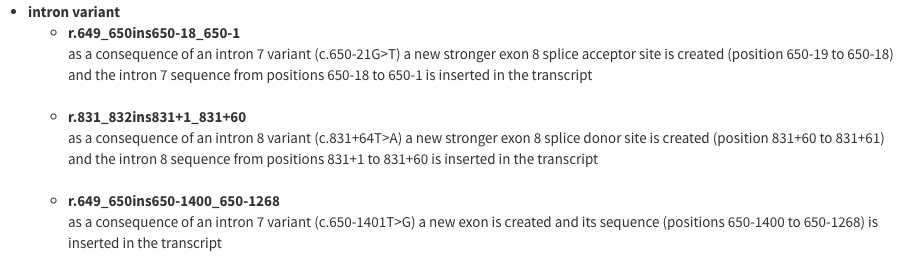 intron variant
r.649_650ins650-18_650-1
as a consequence of an intron 7 variant (c.650-21G>T) a new stronger exon 8 splice acceptor site is created (position 650-19 to 650-18)
and the intron 7 sequence from positions 650-18 to 650-1 is inserted in the transcript
r.831_832ins831+1_831+60
as a consequence of an intron 8 variant (c.831+64T>A) a new stronger exon 8 splice donor site is created (position 831+60 to 831+61)
and the intron 8 sequence from positions 831+1 to 831+60 is inserted in the transcript
r.649_650ins650-1400_650-1268
as a consequence of an intron 7 variant (c.650-1401T>G) a new exon is created and its sequence (positions 650-1400 to 650-1268) is
inserted in the transcript